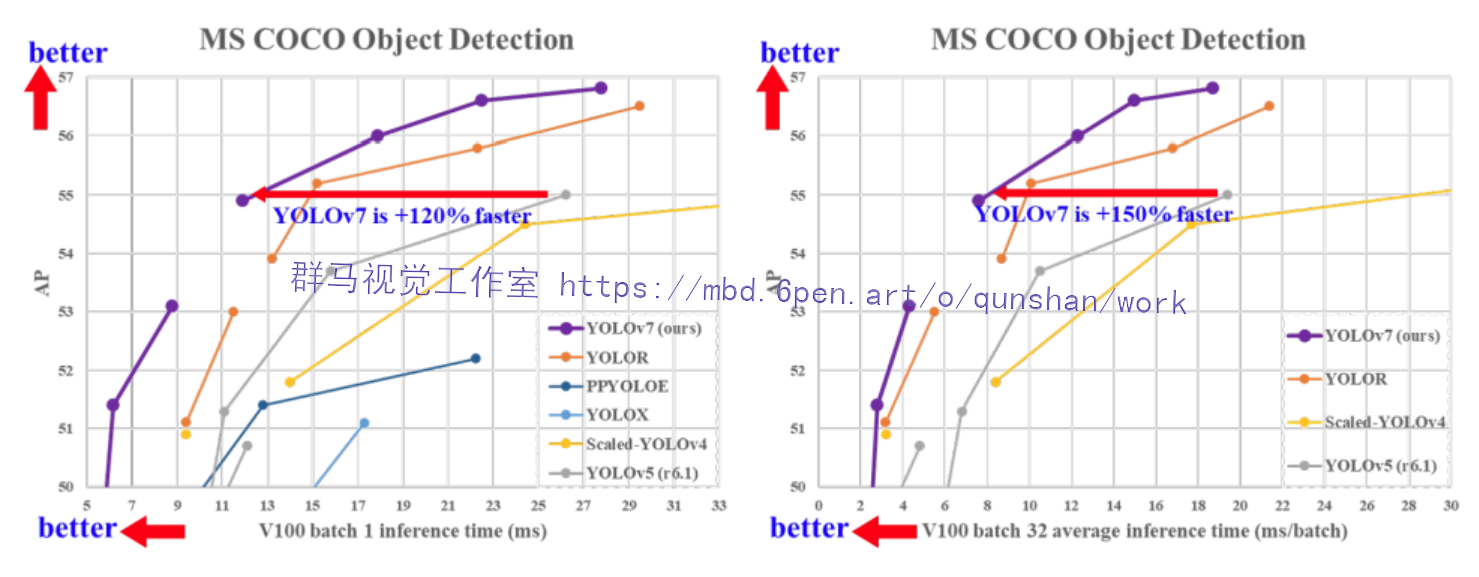 MS COCO Object Detection
better
57
56
55
54
53
52
51
50
AP
YOLOv7 is +120% faster
YOLOv7 (ours)
YOLOR
PPYOLOE
YOLOX
Scaled-YOLOv4
YOLOv5 (r6.1)
5 7 9 11 13 15 17 19 21 23 25 27 29 31 33
better
V100 batch 1 inference time (ms)
MS COCO Object Detection
better
57
56
55
54
53
52
51
50
AP
YOLOv7 is +150% faster
YOLOv7 (ours)
YOLOR
Scaled-YOLOv4
YOLOv5 (r6.1)
0 2 4 6 8 10 12 14 16 18 20 22 24 26 28 30
better
V100 batch 32 average inference time (ms/batch)
群马视觉工作室 https://mbd.6pen.art/o/qunshan/work